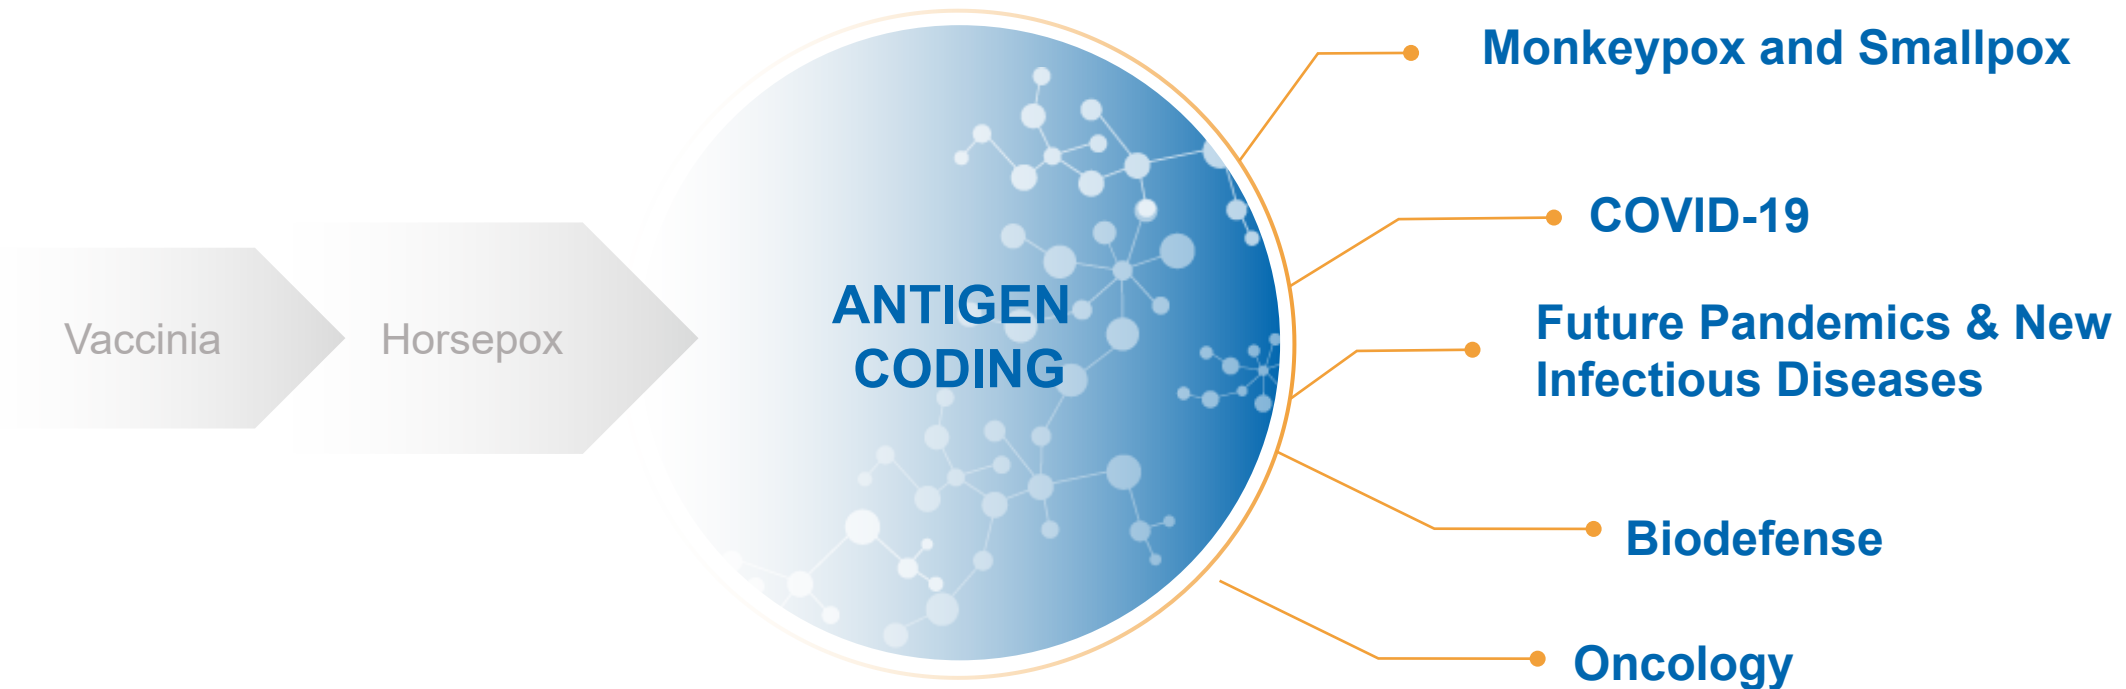 Vaccinia
Horsepox
ANTIGEN
CODING
Monkeypox and Smallpox
COVID-19
Future Pandemics & New
Infectious Diseases
Biodefense
Oncology